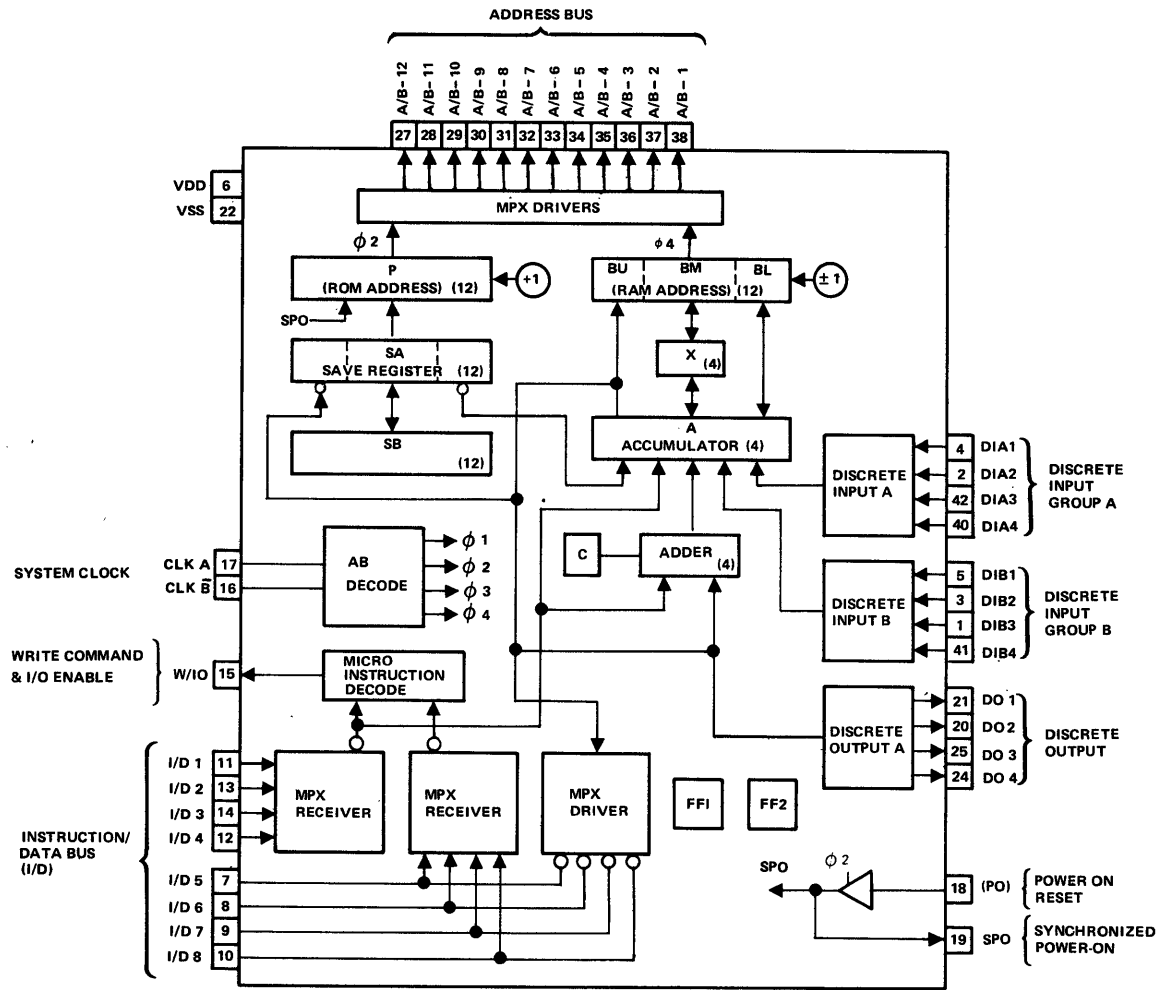 ADDRESS BUS
A/B-12
A/B-11
A/B-10
A/B-9
A/B-8
A/B-7
A/B-6
A/B-5
A/B-4
A/B-3
A/B-2
A/B-1
27 28 29 30 31 32 33 34 35 36 37 38
VDD 6
VSS 22
MPX DRIVERS
ϕ 2
ϕ 4
P
(ROM ADDRESS) (12)
+1
BU BM BL
(RAM ADDRESS) (12)
± 1
SPO
SA
SAVE REGISTER (12)
X (4)
SB
(12)
A
ACCUMULATOR (4)
DISCRETE
INPUT A
4 DIA1
2 DIA2
42 DIA3
40 DIA4
DISCRETE
INPUT
GROUP A
SYSTEM CLOCK
CLK A 17
CLK B̅ 16
AB
DECODE
ϕ 1
ϕ 2
ϕ 3
ϕ 4
C
ADDER
(4)
DISCRETE
INPUT B
5 DIB1
3 DIB2
1 DIB3
41 DIB4
DISCRETE
INPUT
GROUP B
WRITE COMMAND
& I/O ENABLE
W/IO 15
MICRO
INSTRUCTION
DECODE
DISCRETE
OUTPUT A
21 DO 1
20 DO 2
25 DO 3
24 DO 4
DISCRETE
OUTPUT
INSTRUCTION/
DATA BUS
(I/D)
I/D 1 11
I/D 2 13
I/D 3 14
I/D 4 12
I/D 5 7
I/D 6 8
I/D 7 9
I/D 8 10
MPX
RECEIVER
MPX
RECEIVER
MPX
DRIVER
FF1
FF2
SPO
ϕ 2
18 (PO)
POWER ON
RESET
19 SPO
SYNCHRONIZED
POWER-ON